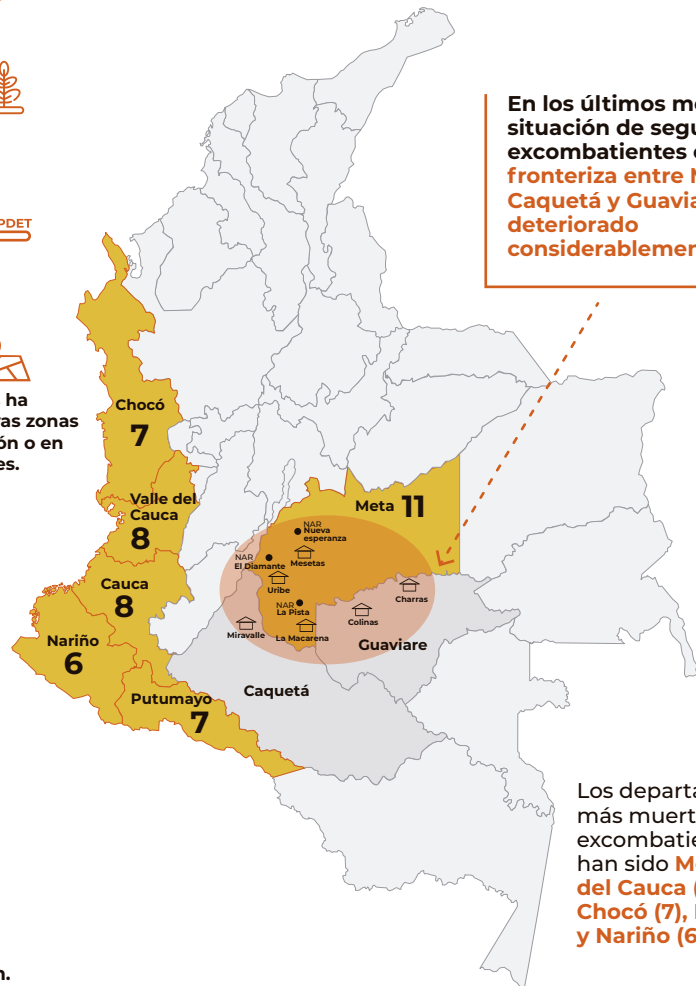 PDET
ha
as zonas
ón o en
es.
En los últimos me
situación de segu
excombatientes
fronteriza entre M
Caquetá y Guavia
deteriorado
considerablemen
Chocó
7
Valle del
Cauca
8
Cauca
8
Nariño
6
Putumayo
7
Meta 11
NAR
Nueva
esperanza
Mesetas
NAR
El Diamante
Uribe
NAR
La Pista
La Macarena
Miravalle
Colinas
Charras
Guaviare
Caquetá
Los departa
más muert
excombatie
han sido M
del Cauca (
Chocó (7),
y Nariño (6
n.